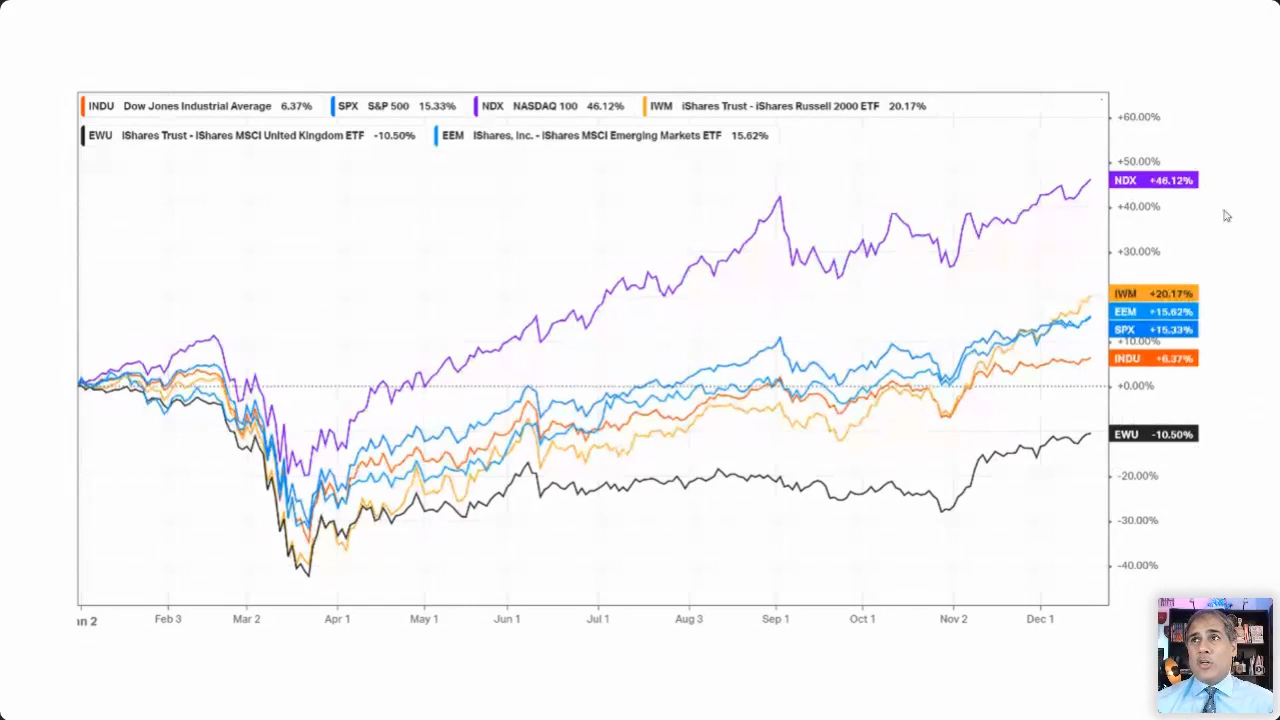 INDU Dow Jones Industrial Average 6.37% SPX S&P 500 15.33% NDX NASDAQ 100 46.12% IWM iShares Trust - iShares Russell 2000 ETF 20.17%
EWU iShares Trust - iShares MSCI United Kingdom ETF -10.50% EEM iShares, Inc. - iShares MSCI Emerging Markets ETF 15.62%
+60.00%
+50.00%
NDX +46.12%
+40.00%
+30.00%
IWM +20.17%
EEM +15.62%
SPX +15.33%
+10.00%
INDU +6.37%
+0.00%
EWU -10.50%
-20.00%
-30.00%
-40.00%
n 2 Feb 3 Mar 2 Apr 1 May 1 Jun 1 Jul 1 Aug 3 Sep 1 Oct 1 Nov 2 Dec 1